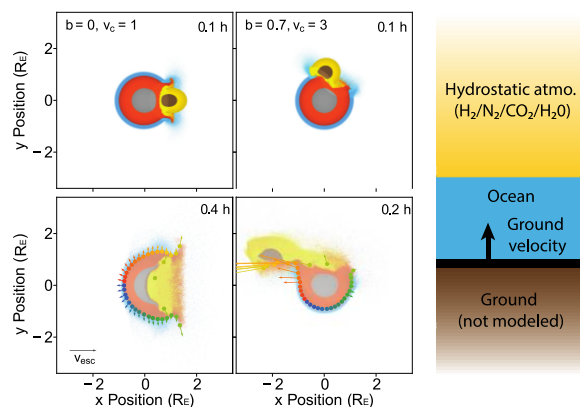 b = 0, v_c = 1
0.1 h
b = 0.7, v_c = 3
0.1 h
y Position (R_E)
2
0
−2
0.4 h
0.2 h
y Position (R_E)
2
0
−2
v_esc
−2
0
2
−2
0
2
x Position (R_E)
x Position (R_E)
Hydrostatic atmo.
(H₂/N₂/CO₂/H₂0)
Ocean
Ground
velocity
Ground
(not modeled)